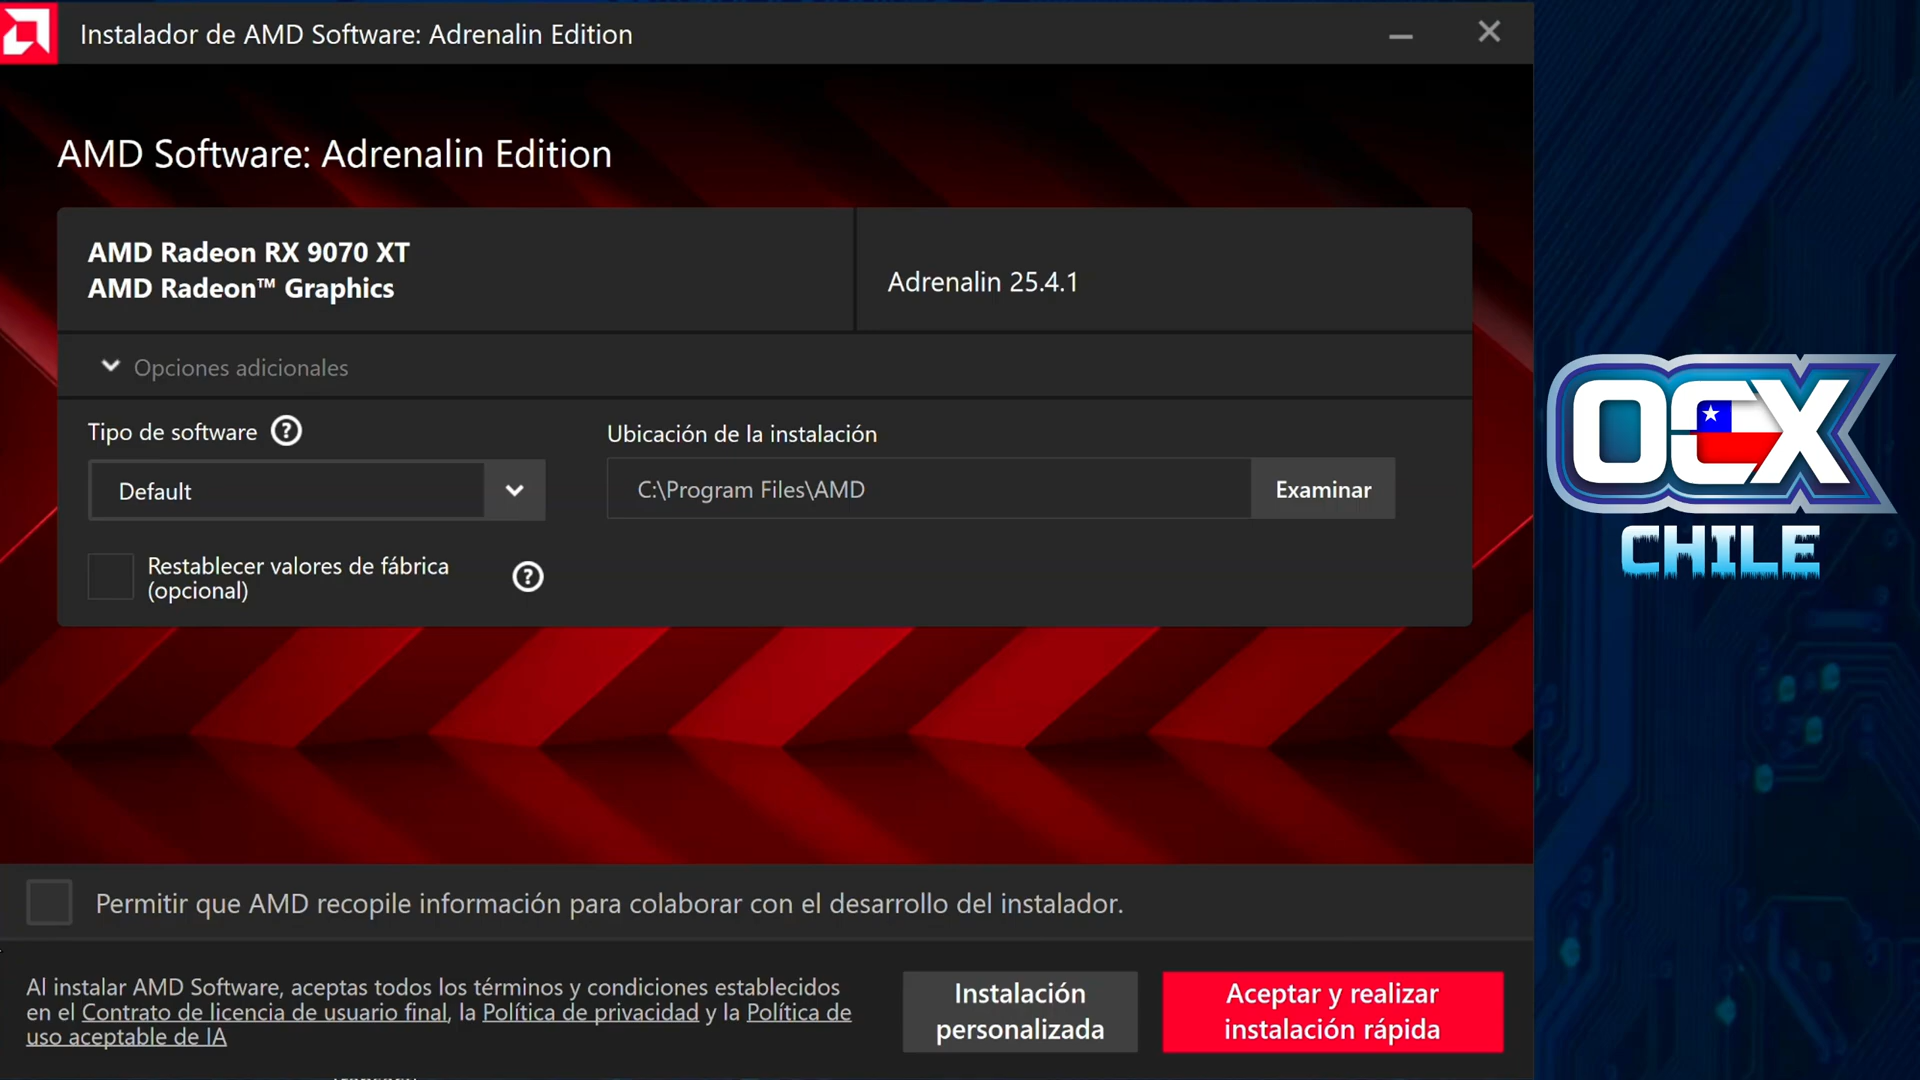 Instalador de AMD Software: Adrenalin Edition
AMD Software: Adrenalin Edition
AMD Radeon RX 9070 XT
AMD Radeon™ Graphics
Adrenalin 25.4.1
Opciones adicionales
Tipo de software ?
Ubicación de la instalación
Default
C:\Program Files\AMD
Examinar
Restablecer valores de fábrica
(opcional)
?
OCX
CHILE
Permitir que AMD recopile información para colaborar con el desarrollo del instalador.
Al instalar AMD Software, aceptas todos los términos y condiciones establecidos
en el Contrato de licencia de usuario final, la Política de privacidad y la Política de
uso aceptable de IA
Instalación
personalizada
Aceptar y realizar
instalación rápida